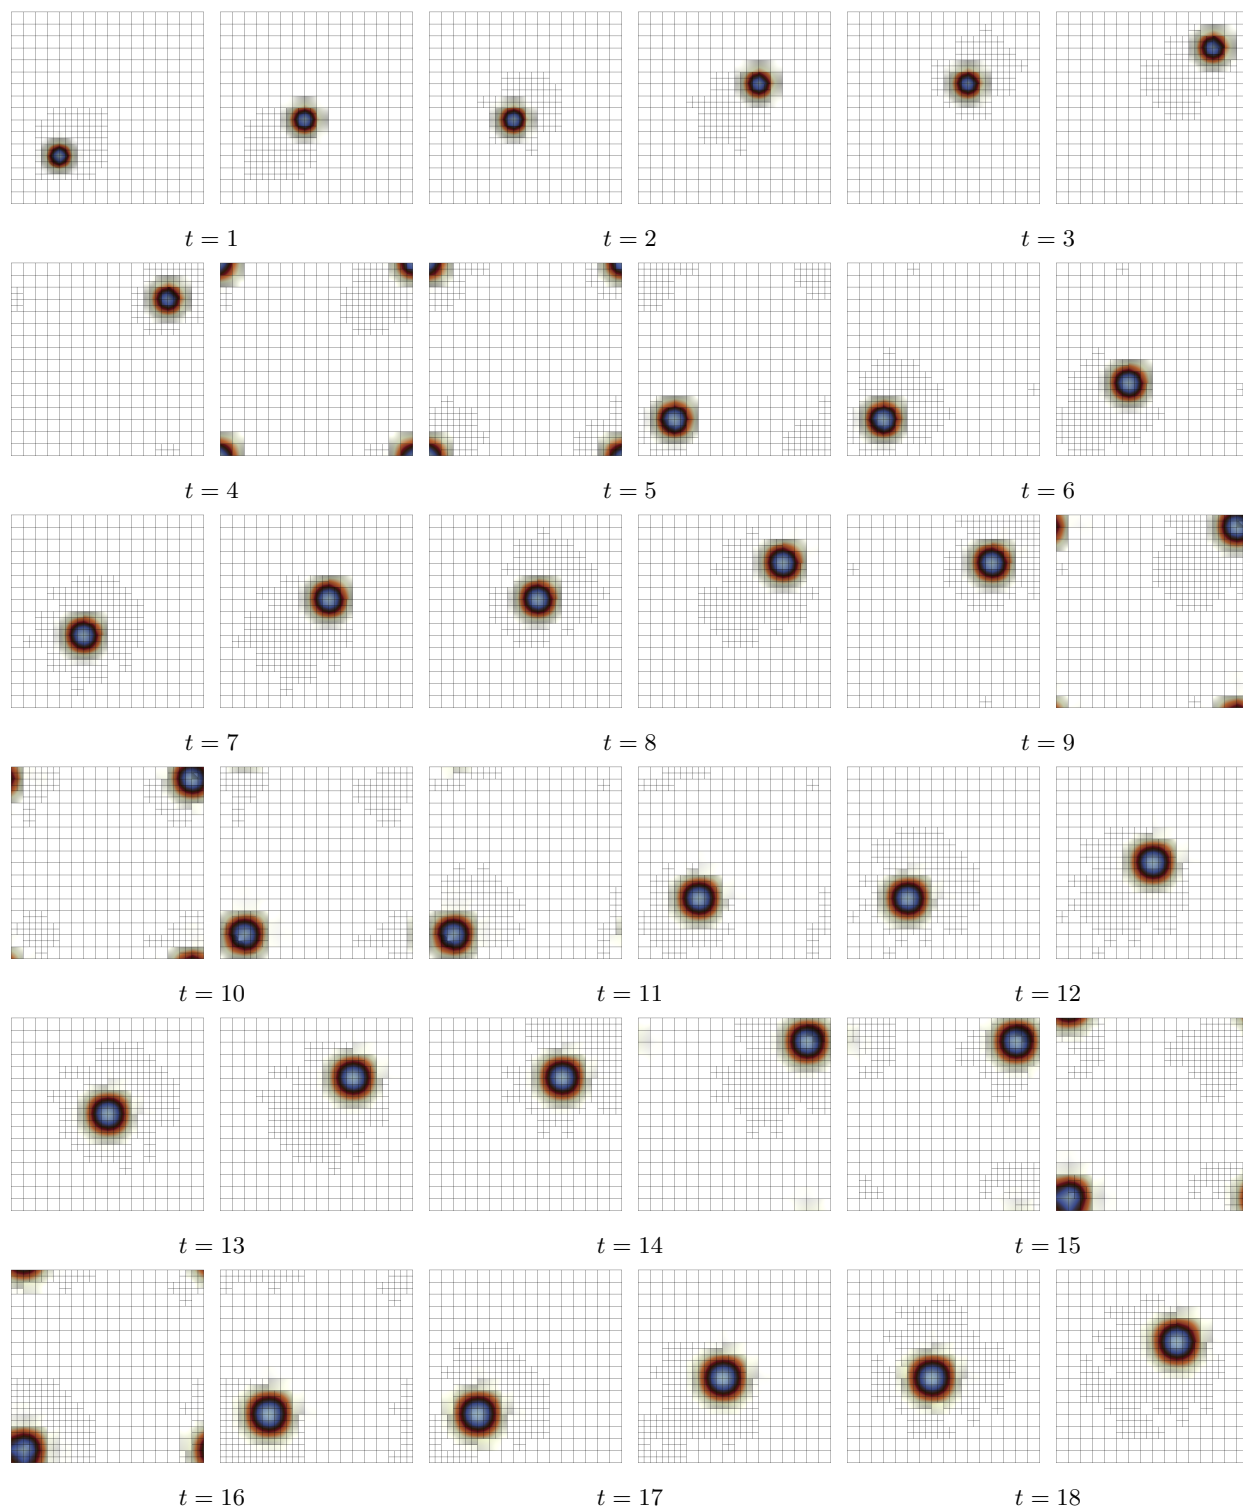 t = 1 t = 2 t = 3
t = 4 t = 5 t = 6
t = 7 t = 8 t = 9
t = 10 t = 11 t = 12
t = 13 t = 14 t = 15
t = 16 t = 17 t = 18